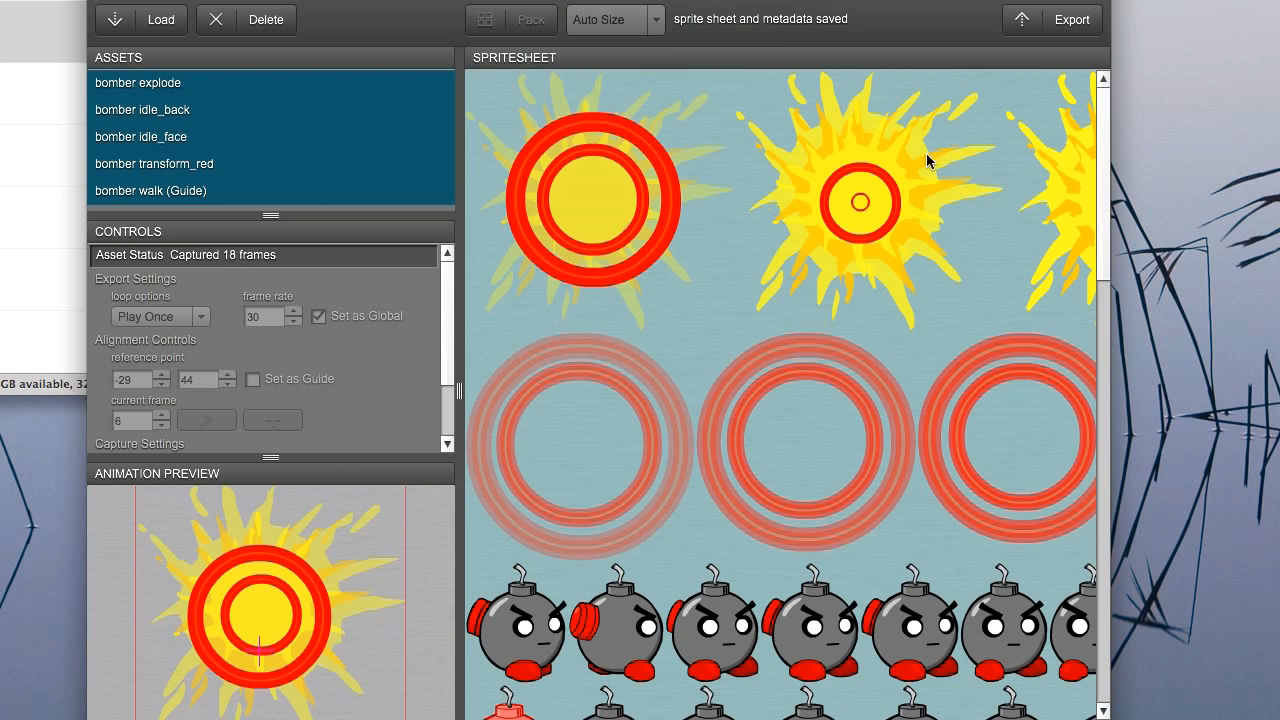 Load
Delete
Pack
Auto Size
sprite sheet and metadata saved
Export
ASSETS
SPRITESHEET
bomber explode
bomber idle_back
bomber idle_face
bomber transform_red
bomber walk (Guide)
CONTROLS
Asset Status Captured 18 frames
Export Settings
loop options
frame rate
Play Once
30
Set as Global
Alignment Controls
reference point
-29
44
Set as Guide
GB available, 32
current frame
6
>
--
Capture Settings
ANIMATION PREVIEW